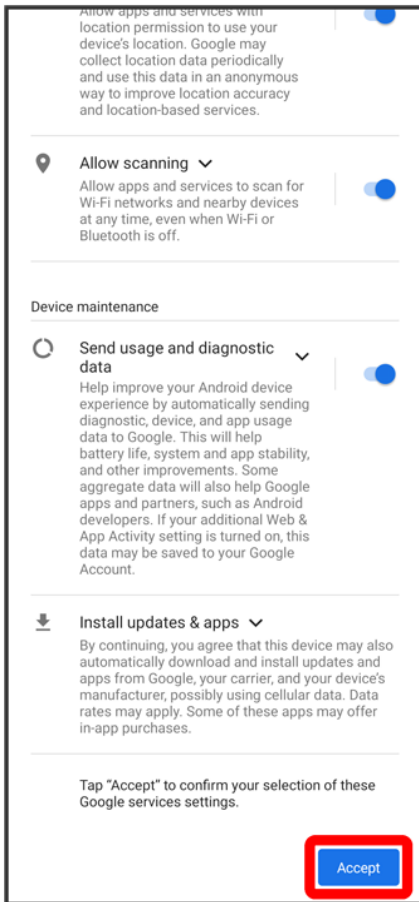 Allow apps and services with
location permission to use your
device's location. Google may
collect location data periodically
and use this data in an anonymous
way to improve location accuracy
and location-based services.
Allow scanning
Allow apps and services to scan for
Wi-Fi networks and nearby devices
at any time, even when Wi-Fi or
Bluetooth is off.
Device maintenance
Send usage and diagnostic
data
Help improve your Android device
experience by automatically sending
diagnostic, device, and app usage
data to Google. This will help
battery life, system and app stability,
and other improvements. Some
aggregate data will also help Google
apps and partners, such as Android
developers. If your additional Web &
App Activity setting is turned on, this
data may be saved to your Google
Account.
Install updates & apps
By continuing, you agree that this device may also
automatically download and install updates and
apps from Google, your carrier, and your device's
manufacturer, possibly using cellular data. Data
rates may apply. Some of these apps may offer
in-app purchases.
Tap "Accept" to confirm your selection of these
Google services settings.
Accept